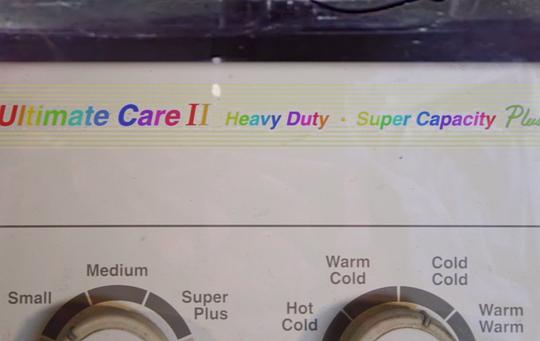 Ultimate Care II Heavy Duty · Super Capacity Plus
Medium
Small
Super
Plus
Warm
Cold
Cold
Cold
Hot
Cold
Warm
Warm